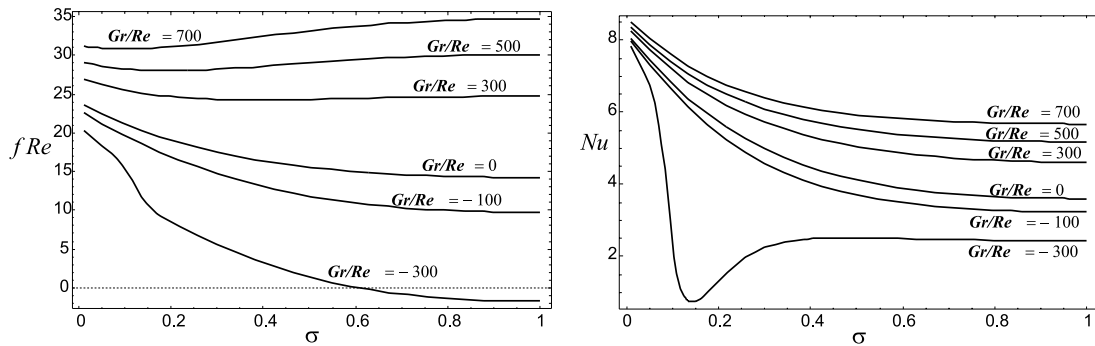 35
30
25
20
15
10
5
0
fRe
Gr/Re = 700
Gr/Re = 500
Gr/Re = 300
Gr/Re = 0
Gr/Re = − 100
Gr/Re = − 300
0 0.2 0.4 0.6 0.8 1
σ
8
6
4
2
Nu
Gr/Re = 700
Gr/Re = 500
Gr/Re = 300
Gr/Re = 0
Gr/Re = − 100
Gr/Re = − 300
0 0.2 0.4 0.6 0.8 1
σ